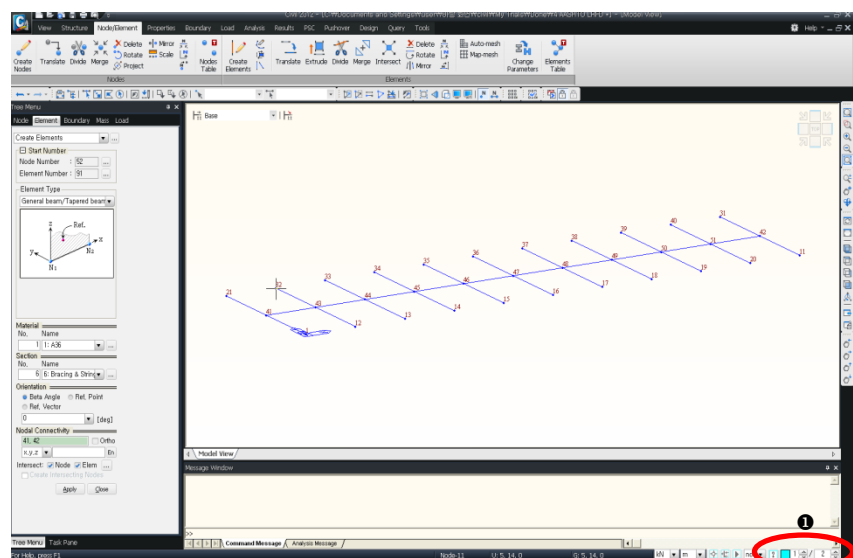 Civil 2012 - [C:\Documents and Settings\user\
View Structure Node/Element Properties Boundary Load Analysis Results PSC Pushover Design Query Tools Help
Create Nodes
Translate Divide Merge
Delete Mirror
Rotate Scale
Project
Nodes Table
Create Elements
Translate Extrude Divide Merge Intersect
Delete
Rotate
Mirror
Auto-mesh
Map-mesh
Change Parameters
Elements Table
Nodes Elements
Tree Menu
Node Element Boundary Mass Load
Create Elements
Start Number
Node Number : 52
Element Number : 91
Element Type
General beam/Tapered beam
z Ref. x y N1 N2
Material
No. Name
1 1: A36
Section
No. Name
6 6: Bracing & String
Orientation
Beta Angle Ref. Point
Ref. Vector
0 [deg]
Nodal Connectivity
41, 42 Ortho
x,y,z En
Intersect: Node Elem
Create Intersecting Nodes
Apply Close
Tree Menu Task Pane
For Help, press F1
Base
31
40 42
39 51 11
38 50 20
37 49 19
36 48 18
35 47 17
34 46 16
33 45 15
32 44 14
21 43 13
41 12
Model View
Message Window
>>
Command Message Analysis Message
Node-11 U: 5, 14, 0 G: 5, 14, 0 kN m 1 / 2
❶